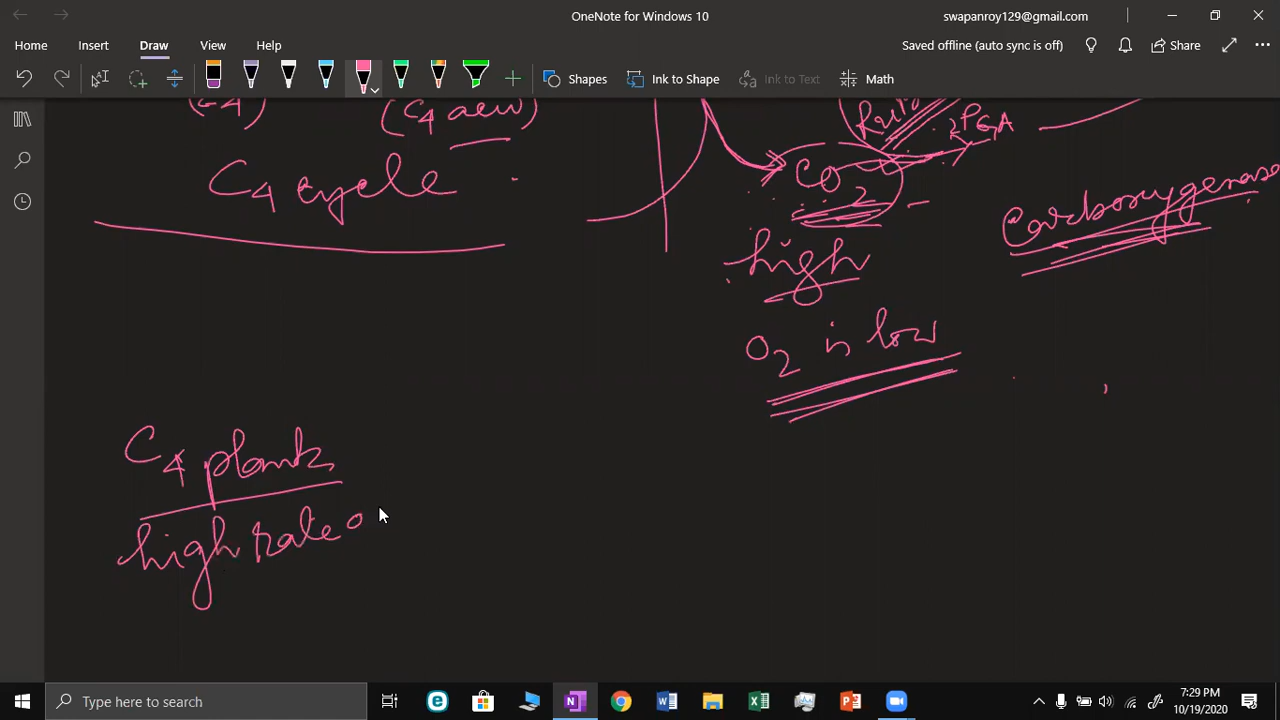 OneNote for Windows 10
swapanroy129@gmail.com
Home
Insert
Draw
View
Help
Saved offline (auto sync is off)
Share
Shapes
Ink to Shape
Ink to Text
Math
(C4
2PGA
C4 cycle
CO2
Carboxygenase
high
O2 is low
C4 plants
high rate o
Type here to search
7:29 PM
10/19/2020